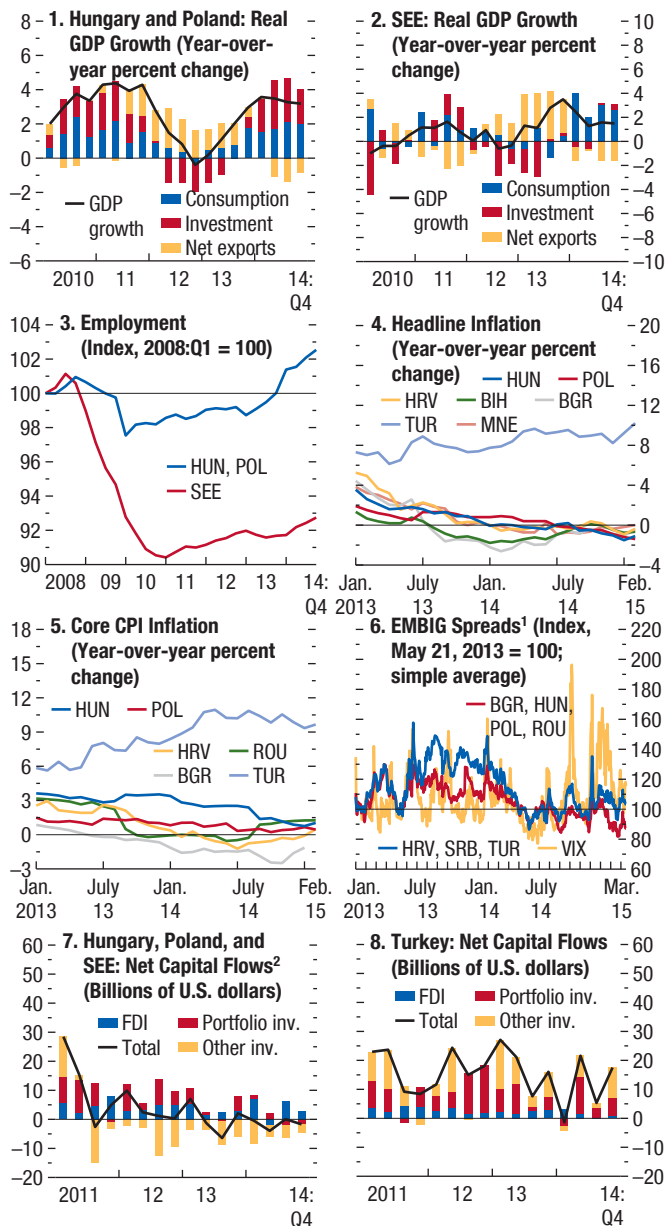 1. Hungary and Poland: Real
GDP Growth (Year-over-
year percent change)
8
6
4
2
0
−2
−4
−6
GDP
growth
Consumption
Investment
Net exports
2010 11 12 13 14:
Q4
2. SEE: Real GDP Growth
(Year-over-year percent
change)
10
8
6
4
2
0
−2
−4
−6
−8
−10
GDP
growth
Consumption
Investment
Net exports
2010 11 12 13 14:
Q4
3. Employment
(Index, 2008:Q1 = 100)
104
102
100
98
96
94
92
90
HUN, POL
SEE
2008 09 10 11 12 13 14:
Q4
4. Headline Inflation
(Year-over-year percent
change)
HUN POL
HRV BIH BGR
TUR MNE
20
16
12
8
4
0
−4
Jan. July Jan. July Feb.
2013 13 14 14 15
5. Core CPI Inflation
(Year-over-year percent
change)
18
15
12
9
6
3
0
−3
HUN POL
HRV ROU
BGR TUR
Jan. July Jan. July Feb.
2013 13 14 14 15
6. EMBIG Spreads¹ (Index,
May 21, 2013 = 100;
simple average)
220
200
180
160
140
120
100
80
60
BGR, HUN,
POL, ROU
HRV, SRB, TUR VIX
Jan. July Jan. July Mar.
2013 13 14 14 15
7. Hungary, Poland, and
SEE: Net Capital Flows²
(Billions of U.S. dollars)
60
50
40
30
20
10
0
−10
−20
FDI Portfolio inv.
Total Other inv.
2011 12 13 14:
Q4
8. Turkey: Net Capital Flows
(Billions of U.S. dollars)
60
50
40
30
20
10
0
−10
−20
FDI Portfolio inv.
Total Other inv.
2011 12 13 14:
Q4